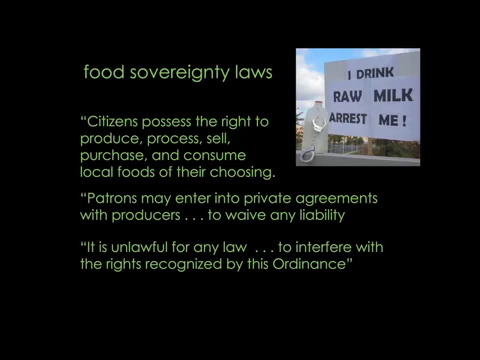 food sovereignty laws
I DRINK
RAW MILK
ARREST ME !
“Citizens possess the right to
produce, process, sell,
purchase, and consume
local foods of their choosing.
“Patrons may enter into private agreements
with producers . . . to waive any liability
“It is unlawful for any law . . . to interfere with
the rights recognized by this Ordinance”